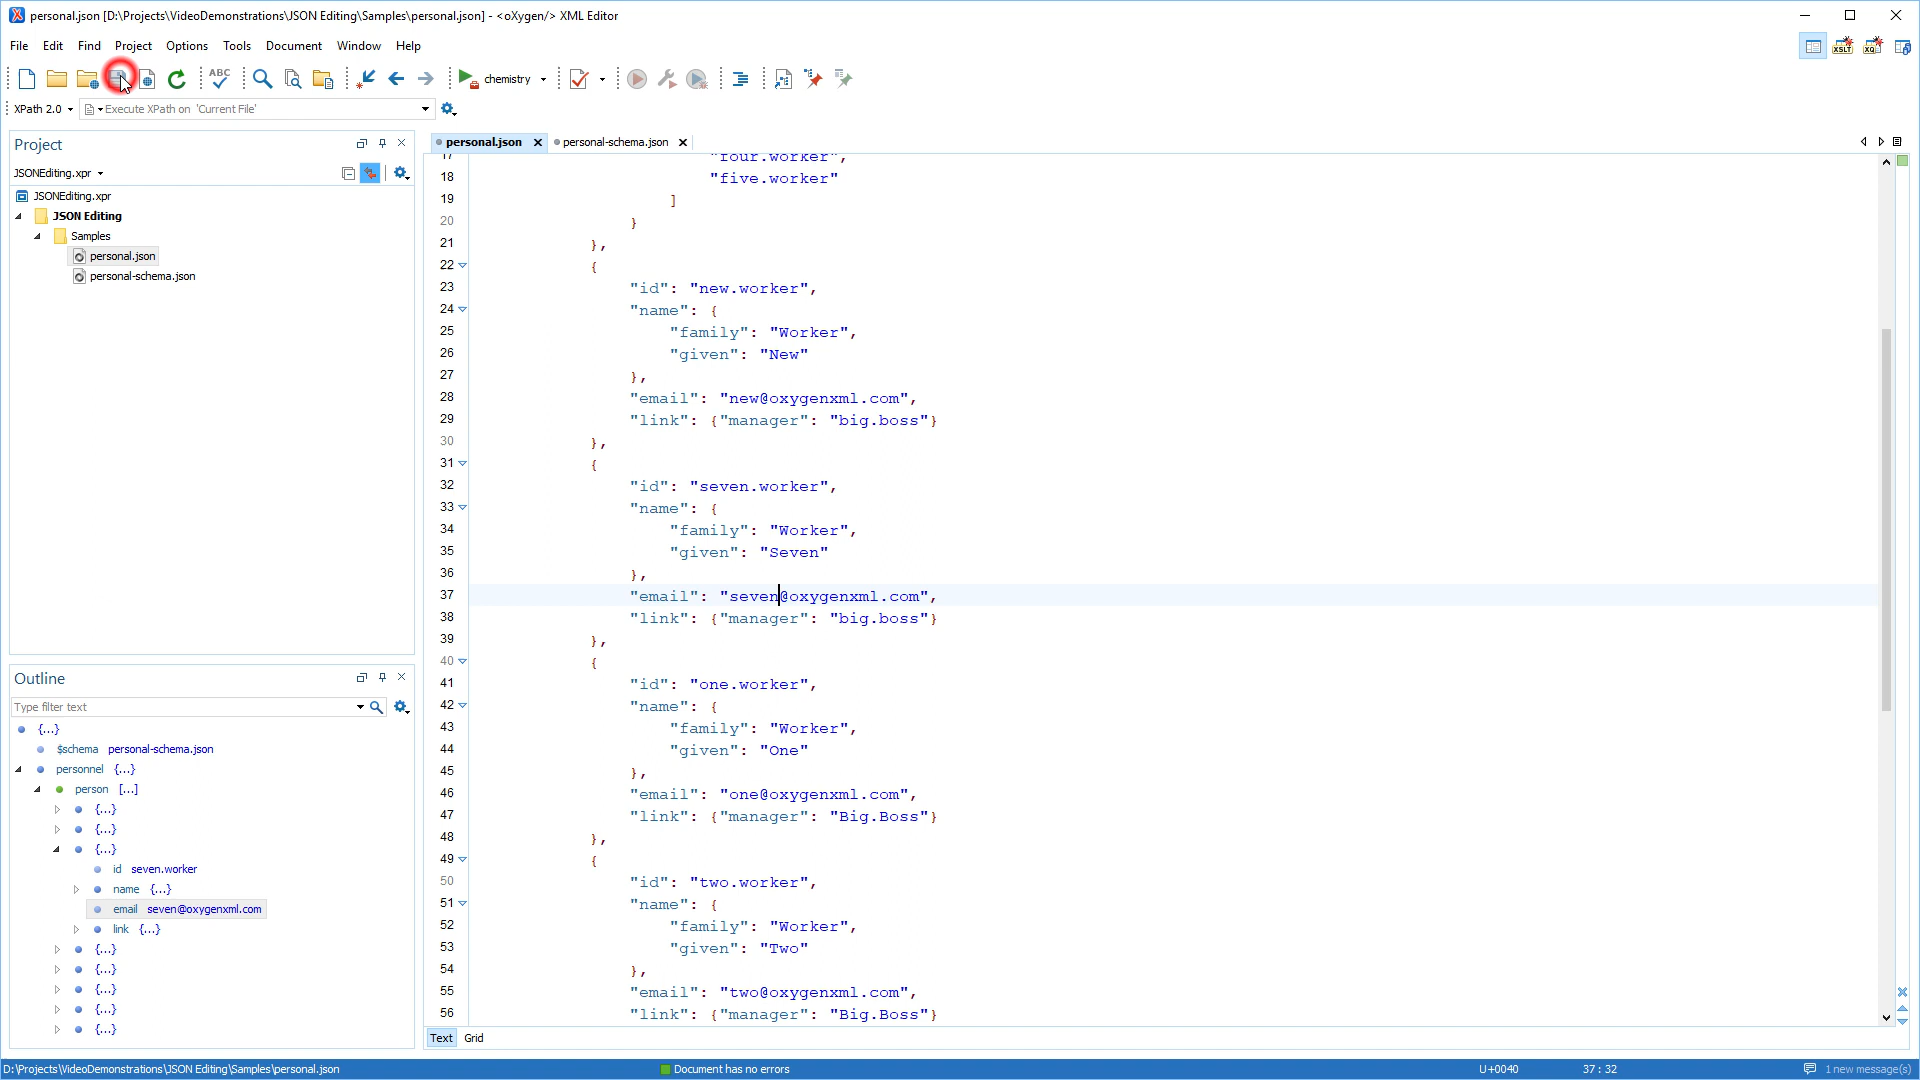 personal.json [D:\Projects\VideoDemonstrations\JSON Editing\Samples\personal.json] - <oXygen/> XML Editor
File Edit Find Project Options Tools Document Window Help
XSLT XQ
ABC chemistry
XPath 2.0 Execute XPath on 'Current File'
Project
JSONEditing.xpr
JSONEditing.xpr
JSON Editing
Samples
personal.json
personal-schema.json
Outline
Type filter text
{...}
$schema personal-schema.json
personnel {...}
person [...]
{...}
{...}
{...}
id seven.worker
name {...}
email seven@oxygenxml.com
link {...}
{...}
{...}
{...}
{...}
{...}
personal.json personal-schema.json
17 "four.worker",
18 "five.worker"
19 ]
20 }
21 },
22 {
23 "id": "new.worker",
24 "name": {
25 "family": "Worker",
26 "given": "New"
27 },
28 "email": "new@oxygenxml.com",
29 "link": {"manager": "big.boss"}
30 },
31 {
32 "id": "seven.worker",
33 "name": {
34 "family": "Worker",
35 "given": "Seven"
36 },
37 "email": "seven@oxygenxml.com",
38 "link": {"manager": "big.boss"}
39 },
40 {
41 "id": "one.worker",
42 "name": {
43 "family": "Worker",
44 "given": "One"
45 },
46 "email": "one@oxygenxml.com",
47 "link": {"manager": "Big.Boss"}
48 },
49 {
50 "id": "two.worker",
51 "name": {
52 "family": "Worker",
53 "given": "Two"
54 },
55 "email": "two@oxygenxml.com",
56 "link": {"manager": "Big.Boss"}
Text Grid
D:\Projects\VideoDemonstrations\JSON Editing\Samples\personal.json Document has no errors U+0040 37 : 32 1 new message(s)